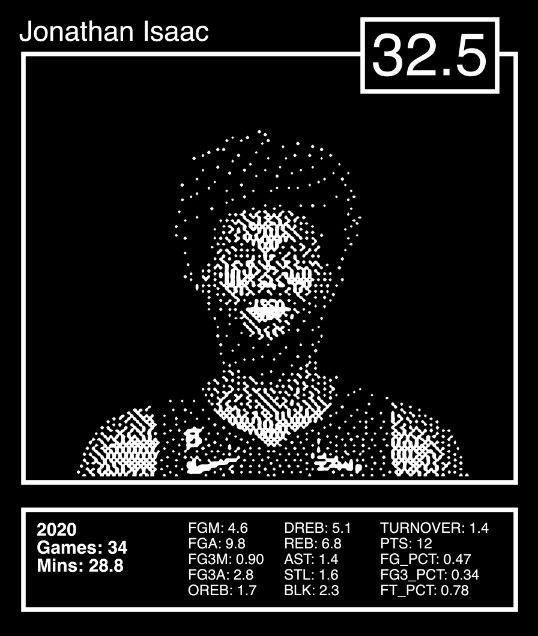 Jonathan Isaac
32.5
2020
Games: 34
Mins: 28.8
FGM: 4.6
FGA: 9.8
FG3M: 0.90
FG3A: 2.8
OREB: 1.7
DREB: 5.1
REB: 6.8
AST: 1.4
STL: 1.6
BLK: 2.3
TURNOVER: 1.4
PTS: 12
FG_PCT: 0.47
FG3_PCT: 0.34
FT_PCT: 0.78